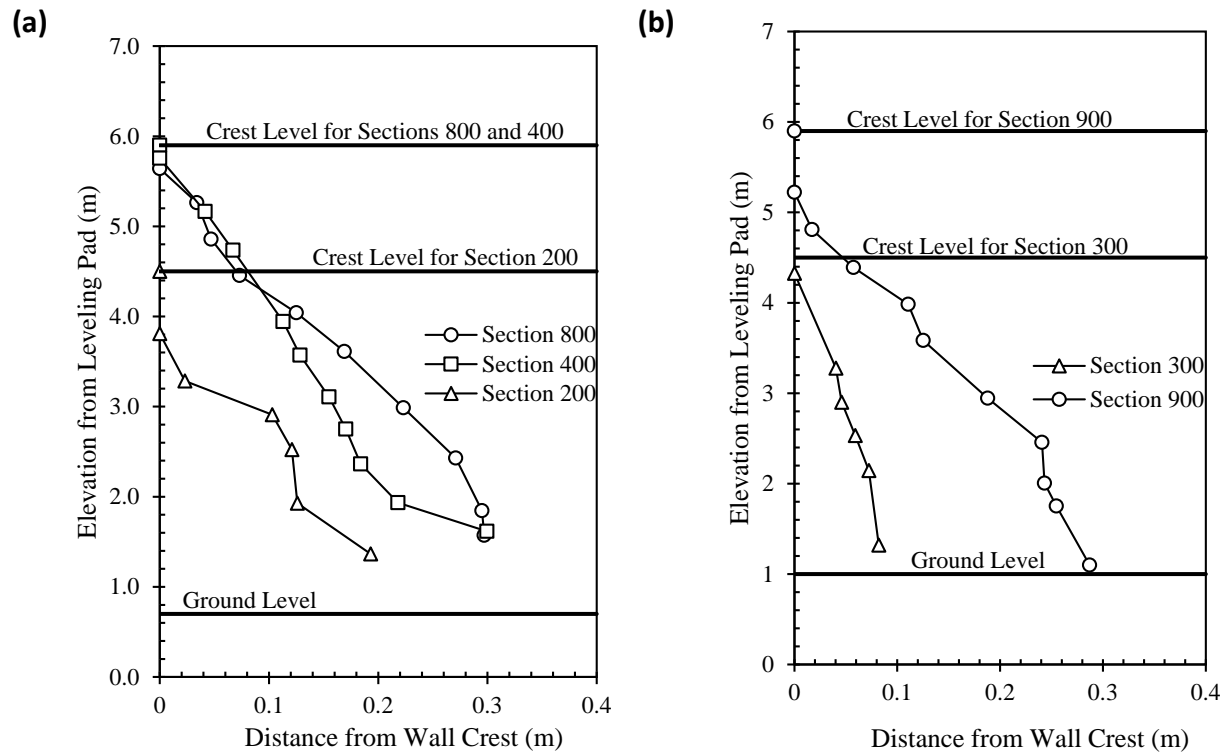 (a)
7.0
6.0
5.0
4.0
3.0
2.0
1.0
0.0
Elevation from Leveling Pad (m)
Crest Level for Sections 800 and 400
Crest Level for Section 200
Section 800
Section 400
Section 200
Ground Level
0
0.1
0.2
0.3
0.4
Distance from Wall Crest (m)
(b)
7
6
5
4
3
2
1
0
Elevation from Leveling Pad (m)
Crest Level for Section 900
Crest Level for Section 300
Section 300
Section 900
Ground Level
0
0.1
0.2
0.3
0.4
Distance from Wall Crest (m)